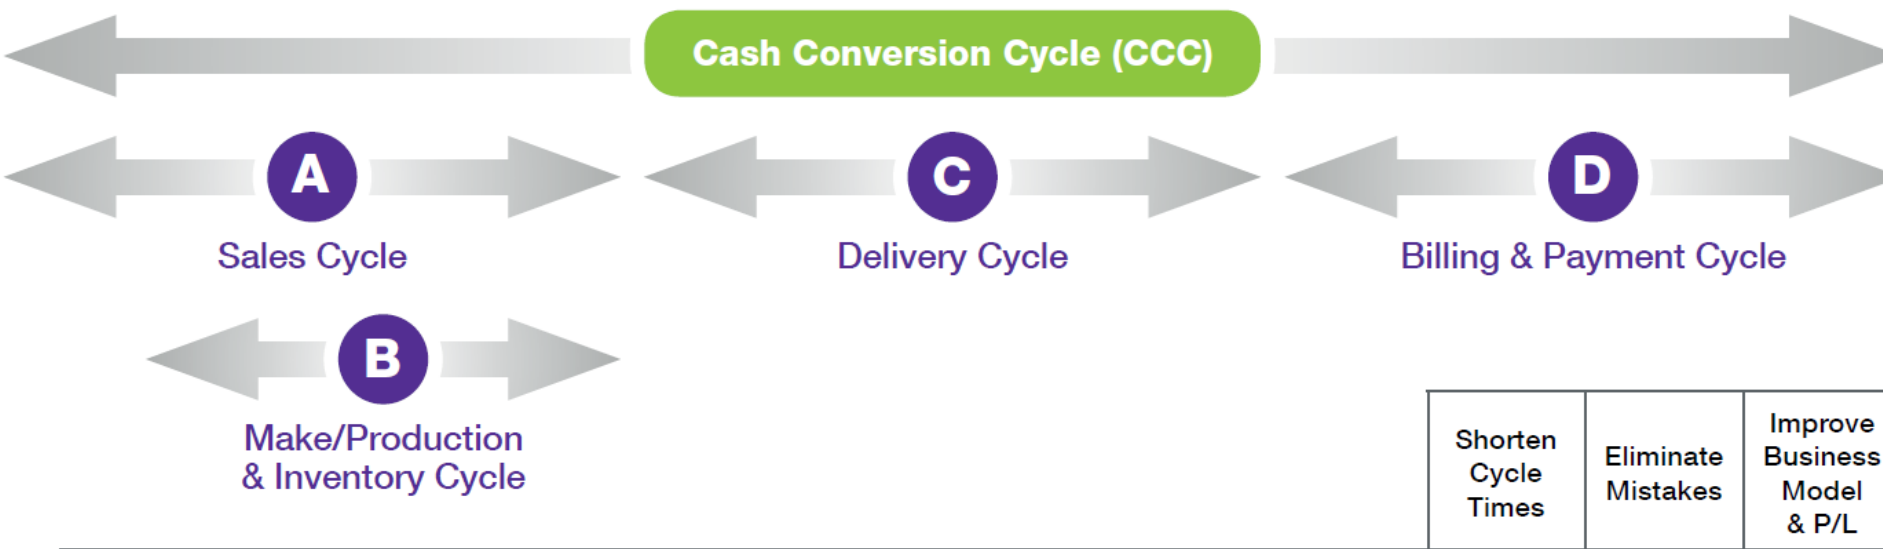 Cash Conversion Cycle (CCC)
A
C
D
Sales Cycle
Delivery Cycle
Billing & Payment Cycle
B
Make/Production
& Inventory Cycle
Shorten
Cycle
Times
Eliminate
Mistakes
Improve
Business
Model
& P/L